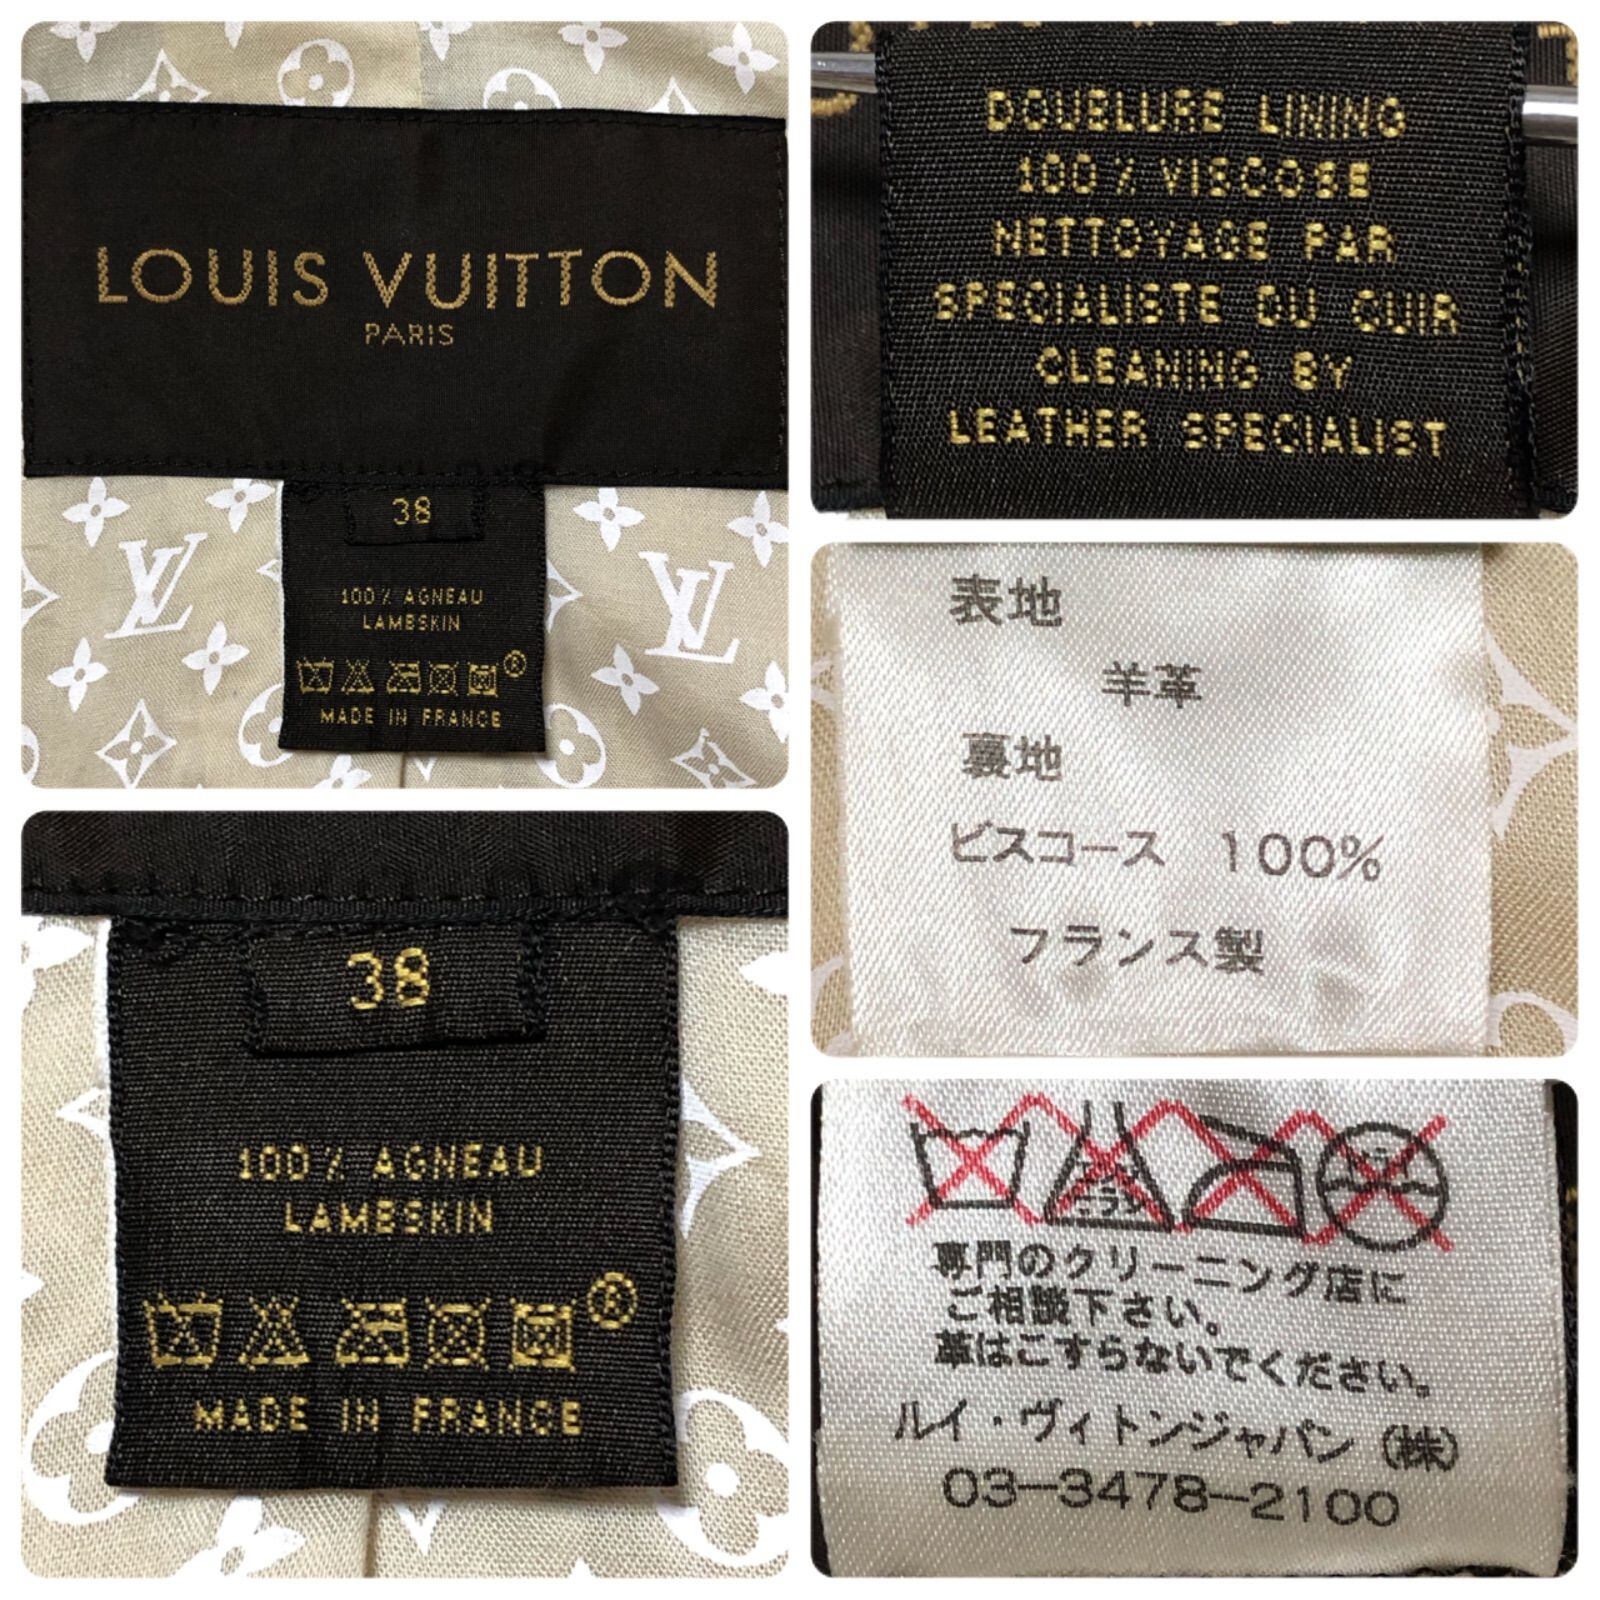 LOUIS VUITTON
PARIS
38
100% AGNEAU
LAMBSKIN
®
MADE IN FRANCE
38
100% AGNEAU
LAMBSKIN
®
MADE IN FRANCE
DOUBLURE LINING
100% VISCOSE
NETTOYAGE PAR
SPECIALISTE DU CUIR
CLEANING BY
LEATHER SPECIALIST
表地
羊革
裏地
ビスコース 100%
フランス製
専門のクリーニング店に
ご相談下さい。
革はこすらないでください。
ルイ・ヴィトンジャパン(株)
03-3478-2100